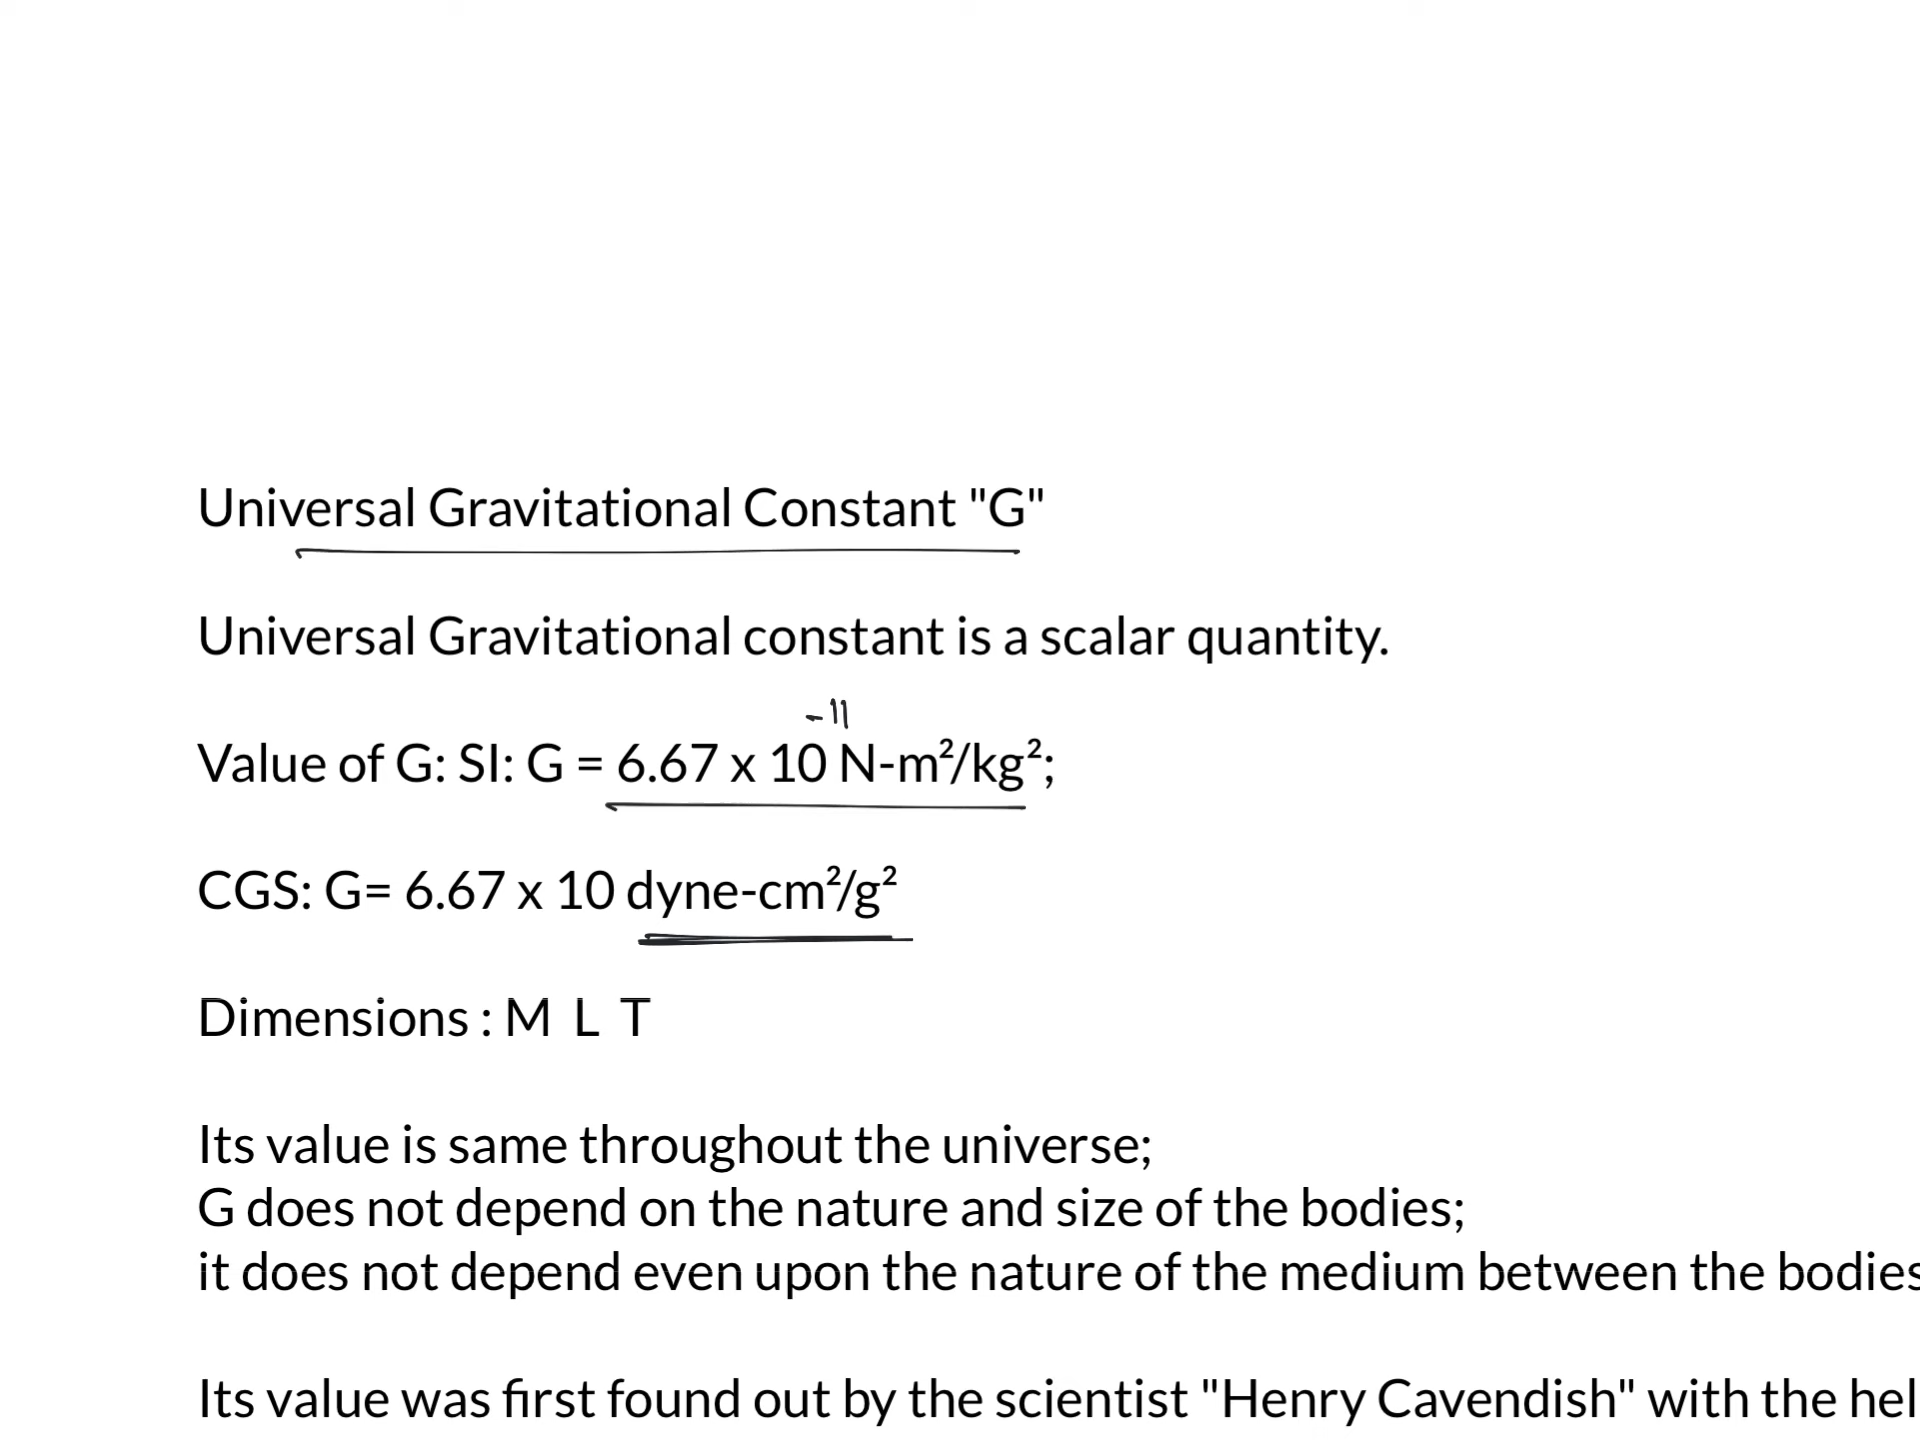 Universal Gravitational Constant "G"
Universal Gravitational constant is a scalar quantity.
-11
Value of G: SI: G = 6.67 x 10 N-m²/kg²;
CGS: G= 6.67 x 10 dyne-cm²/g²
Dimensions : M L T
Its value is same throughout the universe;
G does not depend on the nature and size of the bodies;
it does not depend even upon the nature of the medium between the bodies
Its value was first found out by the scientist "Henry Cavendish" with the hel